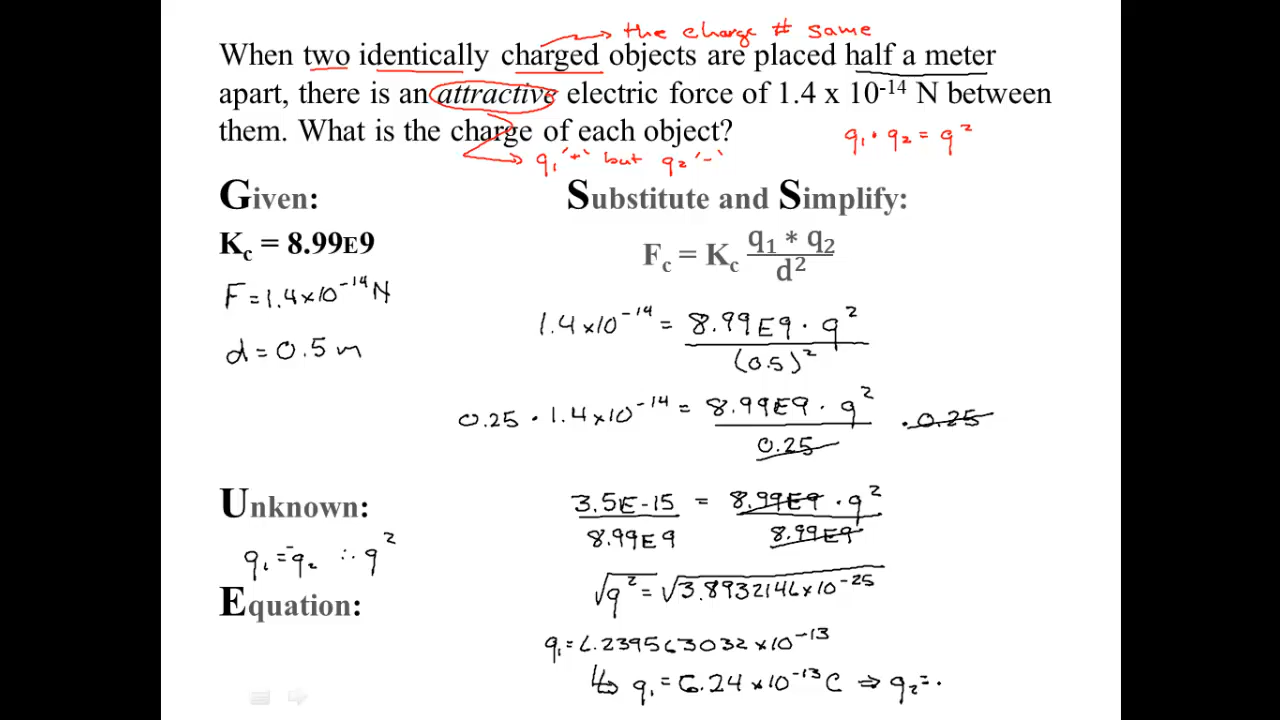 the charge # same
When two identically charged objects are placed half a meter
apart, there is an attractive electric force of 1.4 x 10⁻¹⁴ N between
them. What is the charge of each object?
q₁ · q₂ = q²
q₁ '+' but q₂ '-'
Given:
Kc = 8.99E9
F = 1.4 x 10⁻¹⁴ N
d = 0.5 m
Unknown:
q₁ = -q₂ ∴ q²
Equation:
Substitute and Simplify:
Fc = Kc q₁ * q₂ / d²
1.4 x 10⁻¹⁴ = 8.99E9 · q² / (0.5)²
0.25 · 1.4 x 10⁻¹⁴ = 8.99E9 · q² / 0.25 · 0.25
3.5E-15 / 8.99E9 = 8.99E9 · q² / 8.99E9
√q² = √3.8932146 x 10⁻²⁵
q₁ = 6.239563032 x 10⁻¹³
↳ q₁ = 6.24 x 10⁻¹³ C ⇒ q₂ = ·